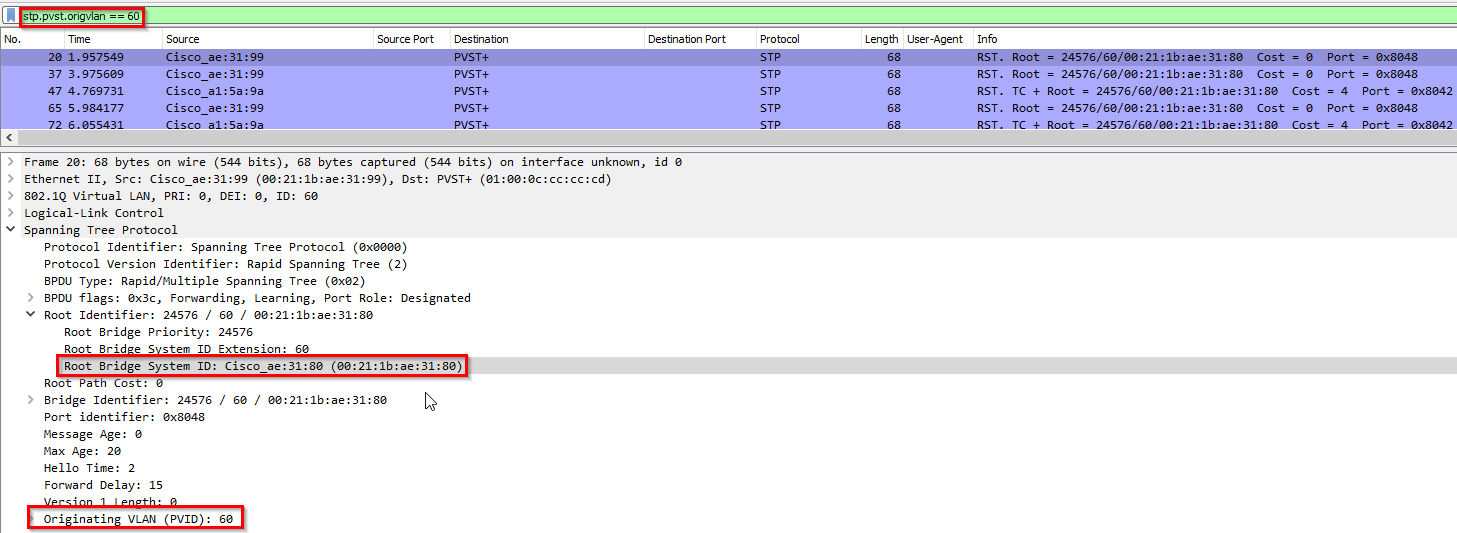 stp.pvst.origvlan == 60
No. Time Source Source Port Destination Destination Port Protocol Length User-Agent Info
20 1.957549 Cisco_ae:31:99 PVST+ STP 68 RST. Root = 24576/60/00:21:1b:ae:31:80 Cost = 0 Port = 0x8048
37 3.975609 Cisco_ae:31:99 PVST+ STP 68 RST. Root = 24576/60/00:21:1b:ae:31:80 Cost = 0 Port = 0x8048
47 4.769731 Cisco_a1:5a:9a PVST+ STP 68 RST. TC + Root = 24576/60/00:21:1b:ae:31:80 Cost = 4 Port = 0x8042
65 5.984177 Cisco_ae:31:99 PVST+ STP 68 RST. Root = 24576/60/00:21:1b:ae:31:80 Cost = 0 Port = 0x8048
72 6.055431 Cisco_a1:5a:9a PVST+ STP 68 RST. TC + Root = 24576/60/00:21:1b:ae:31:80 Cost = 4 Port = 0x8042
Frame 20: 68 bytes on wire (544 bits), 68 bytes captured (544 bits) on interface unknown, id 0
Ethernet II, Src: Cisco_ae:31:99 (00:21:1b:ae:31:99), Dst: PVST+ (01:00:0c:cc:cc:cd)
802.1Q Virtual LAN, PRI: 0, DEI: 0, ID: 60
Logical-Link Control
Spanning Tree Protocol
Protocol Identifier: Spanning Tree Protocol (0x0000)
Protocol Version Identifier: Rapid Spanning Tree (2)
BPDU Type: Rapid/Multiple Spanning Tree (0x02)
BPDU flags: 0x3c, Forwarding, Learning, Port Role: Designated
Root Identifier: 24576 / 60 / 00:21:1b:ae:31:80
Root Bridge Priority: 24576
Root Bridge System ID Extension: 60
Root Bridge System ID: Cisco_ae:31:80 (00:21:1b:ae:31:80)
Root Path Cost: 0
Bridge Identifier: 24576 / 60 / 00:21:1b:ae:31:80
Port identifier: 0x8048
Message Age: 0
Max Age: 20
Hello Time: 2
Forward Delay: 15
Version 1 Length: 0
Originating VLAN (PVID): 60